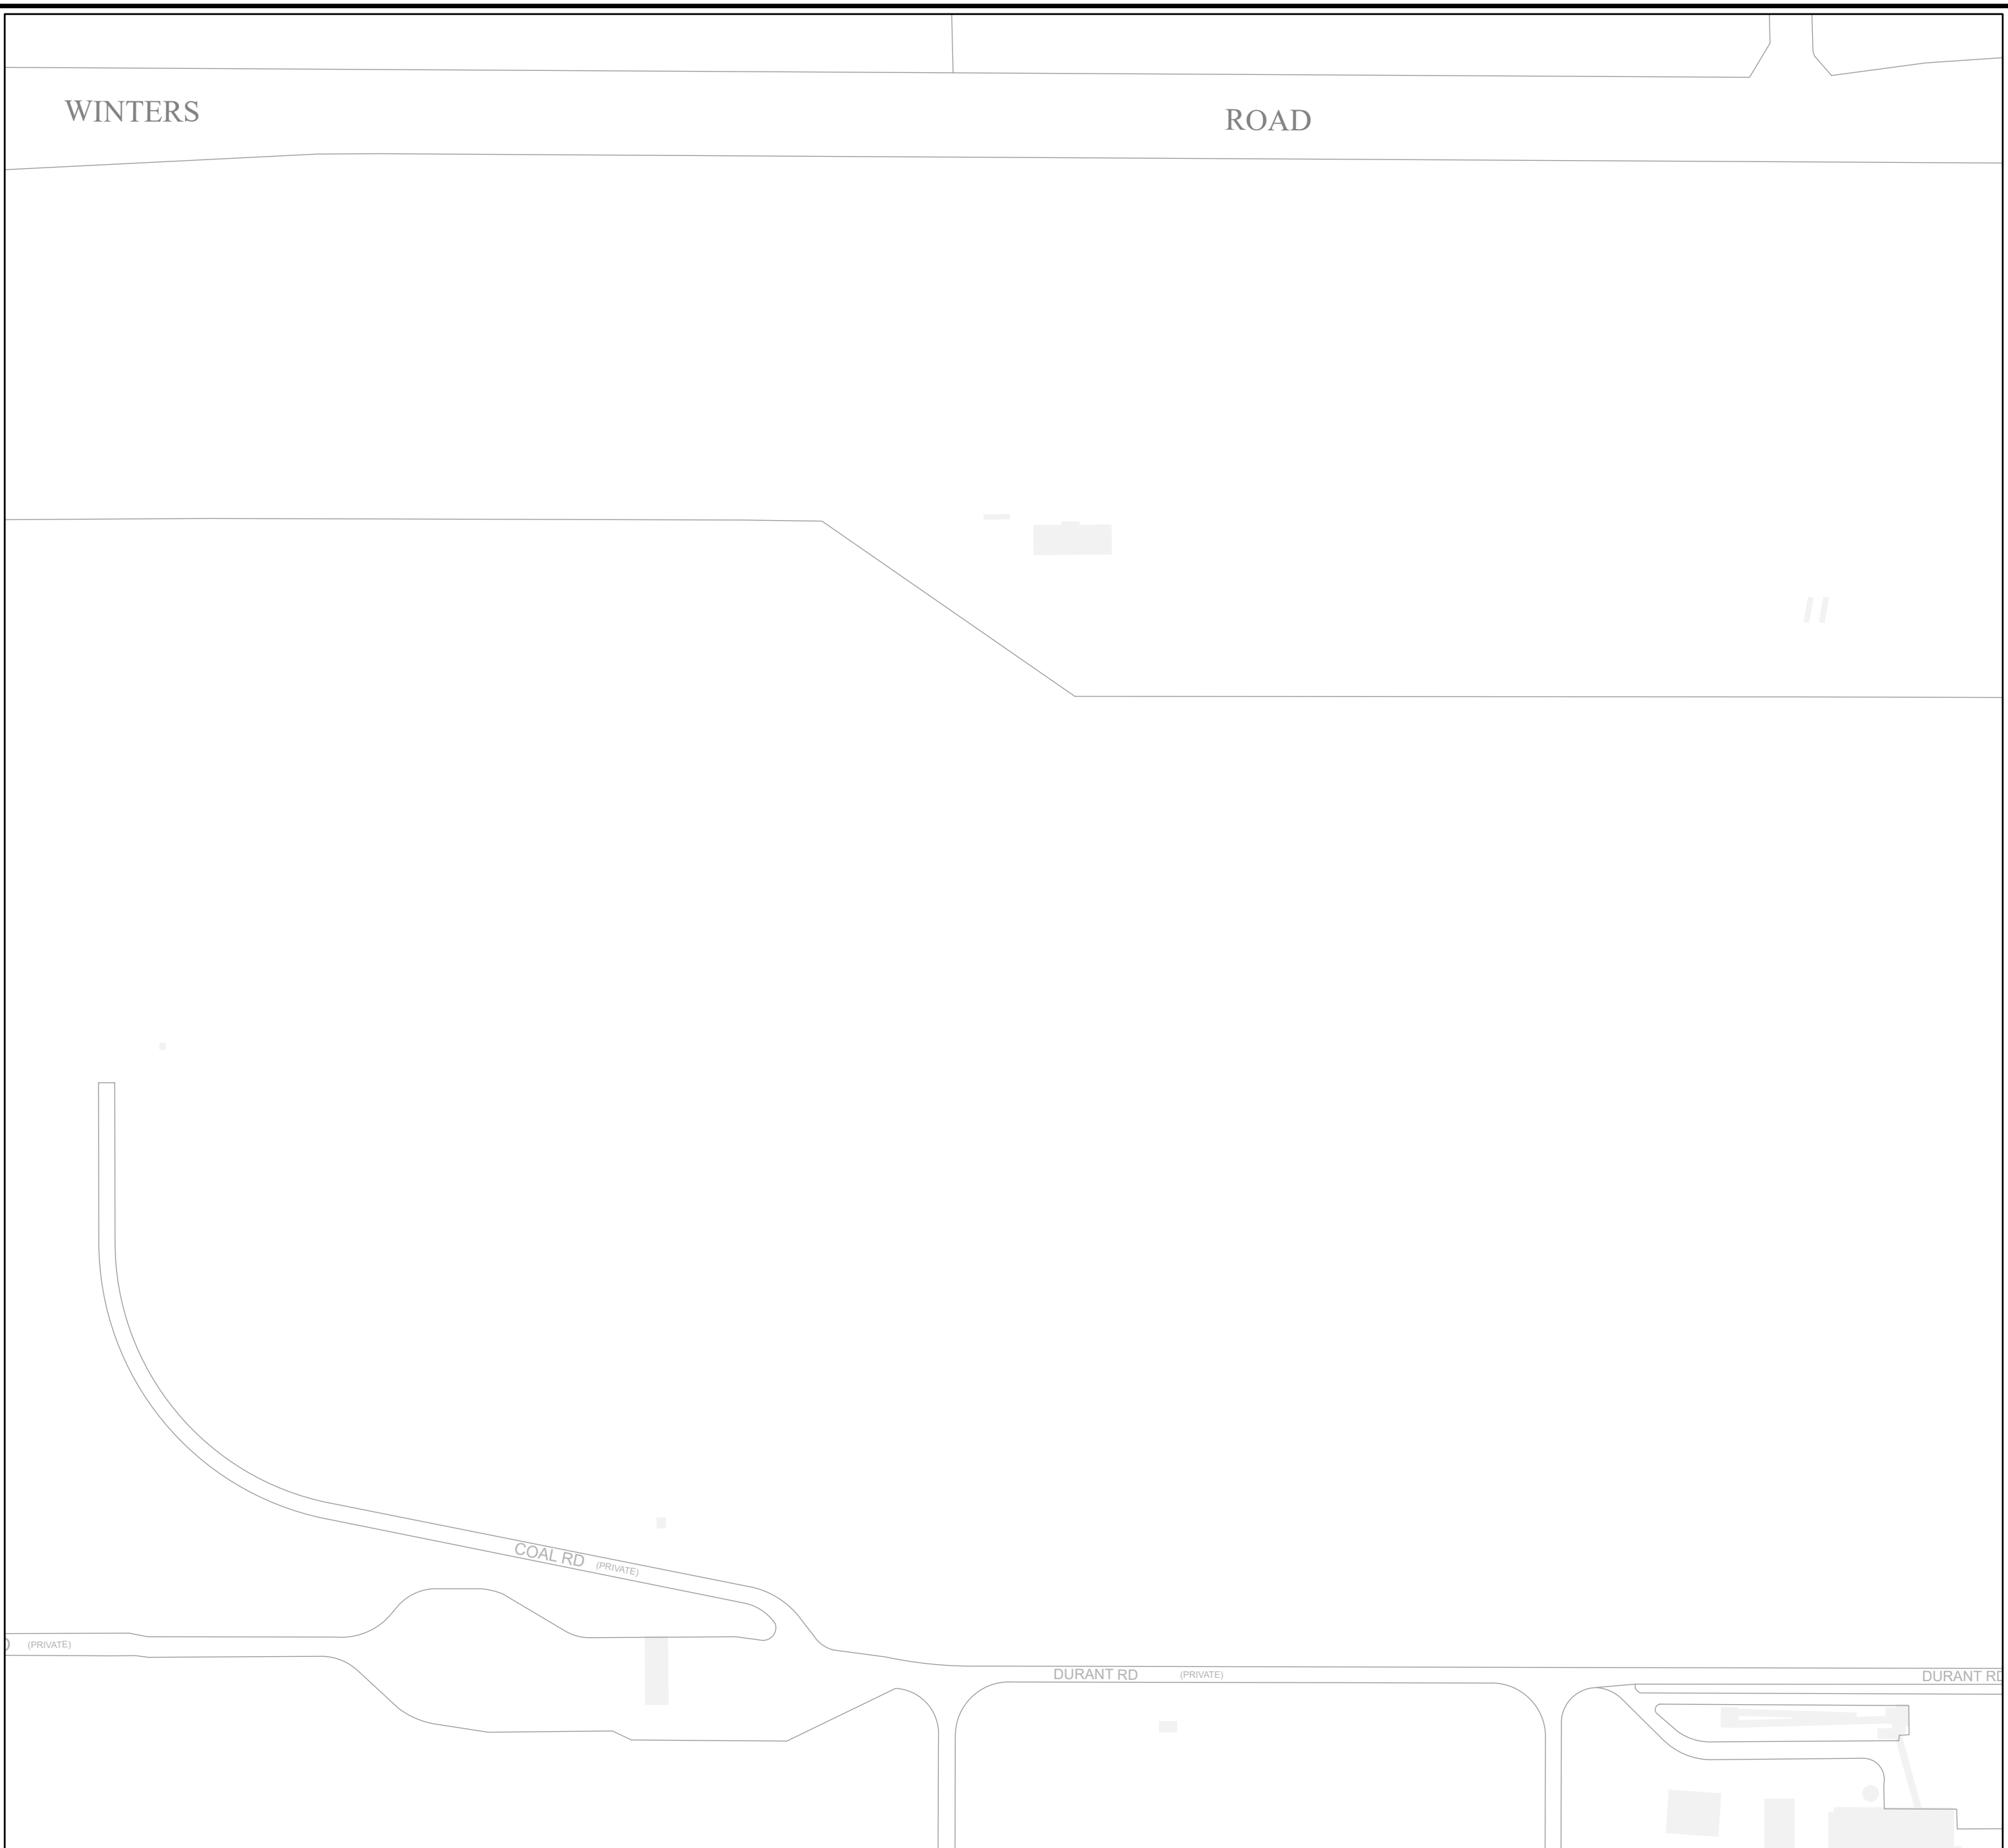 WINTERS ROAD
COAL RD (PRIVATE)
(PRIVATE)
DURANT RD (PRIVATE)
DURANT RD